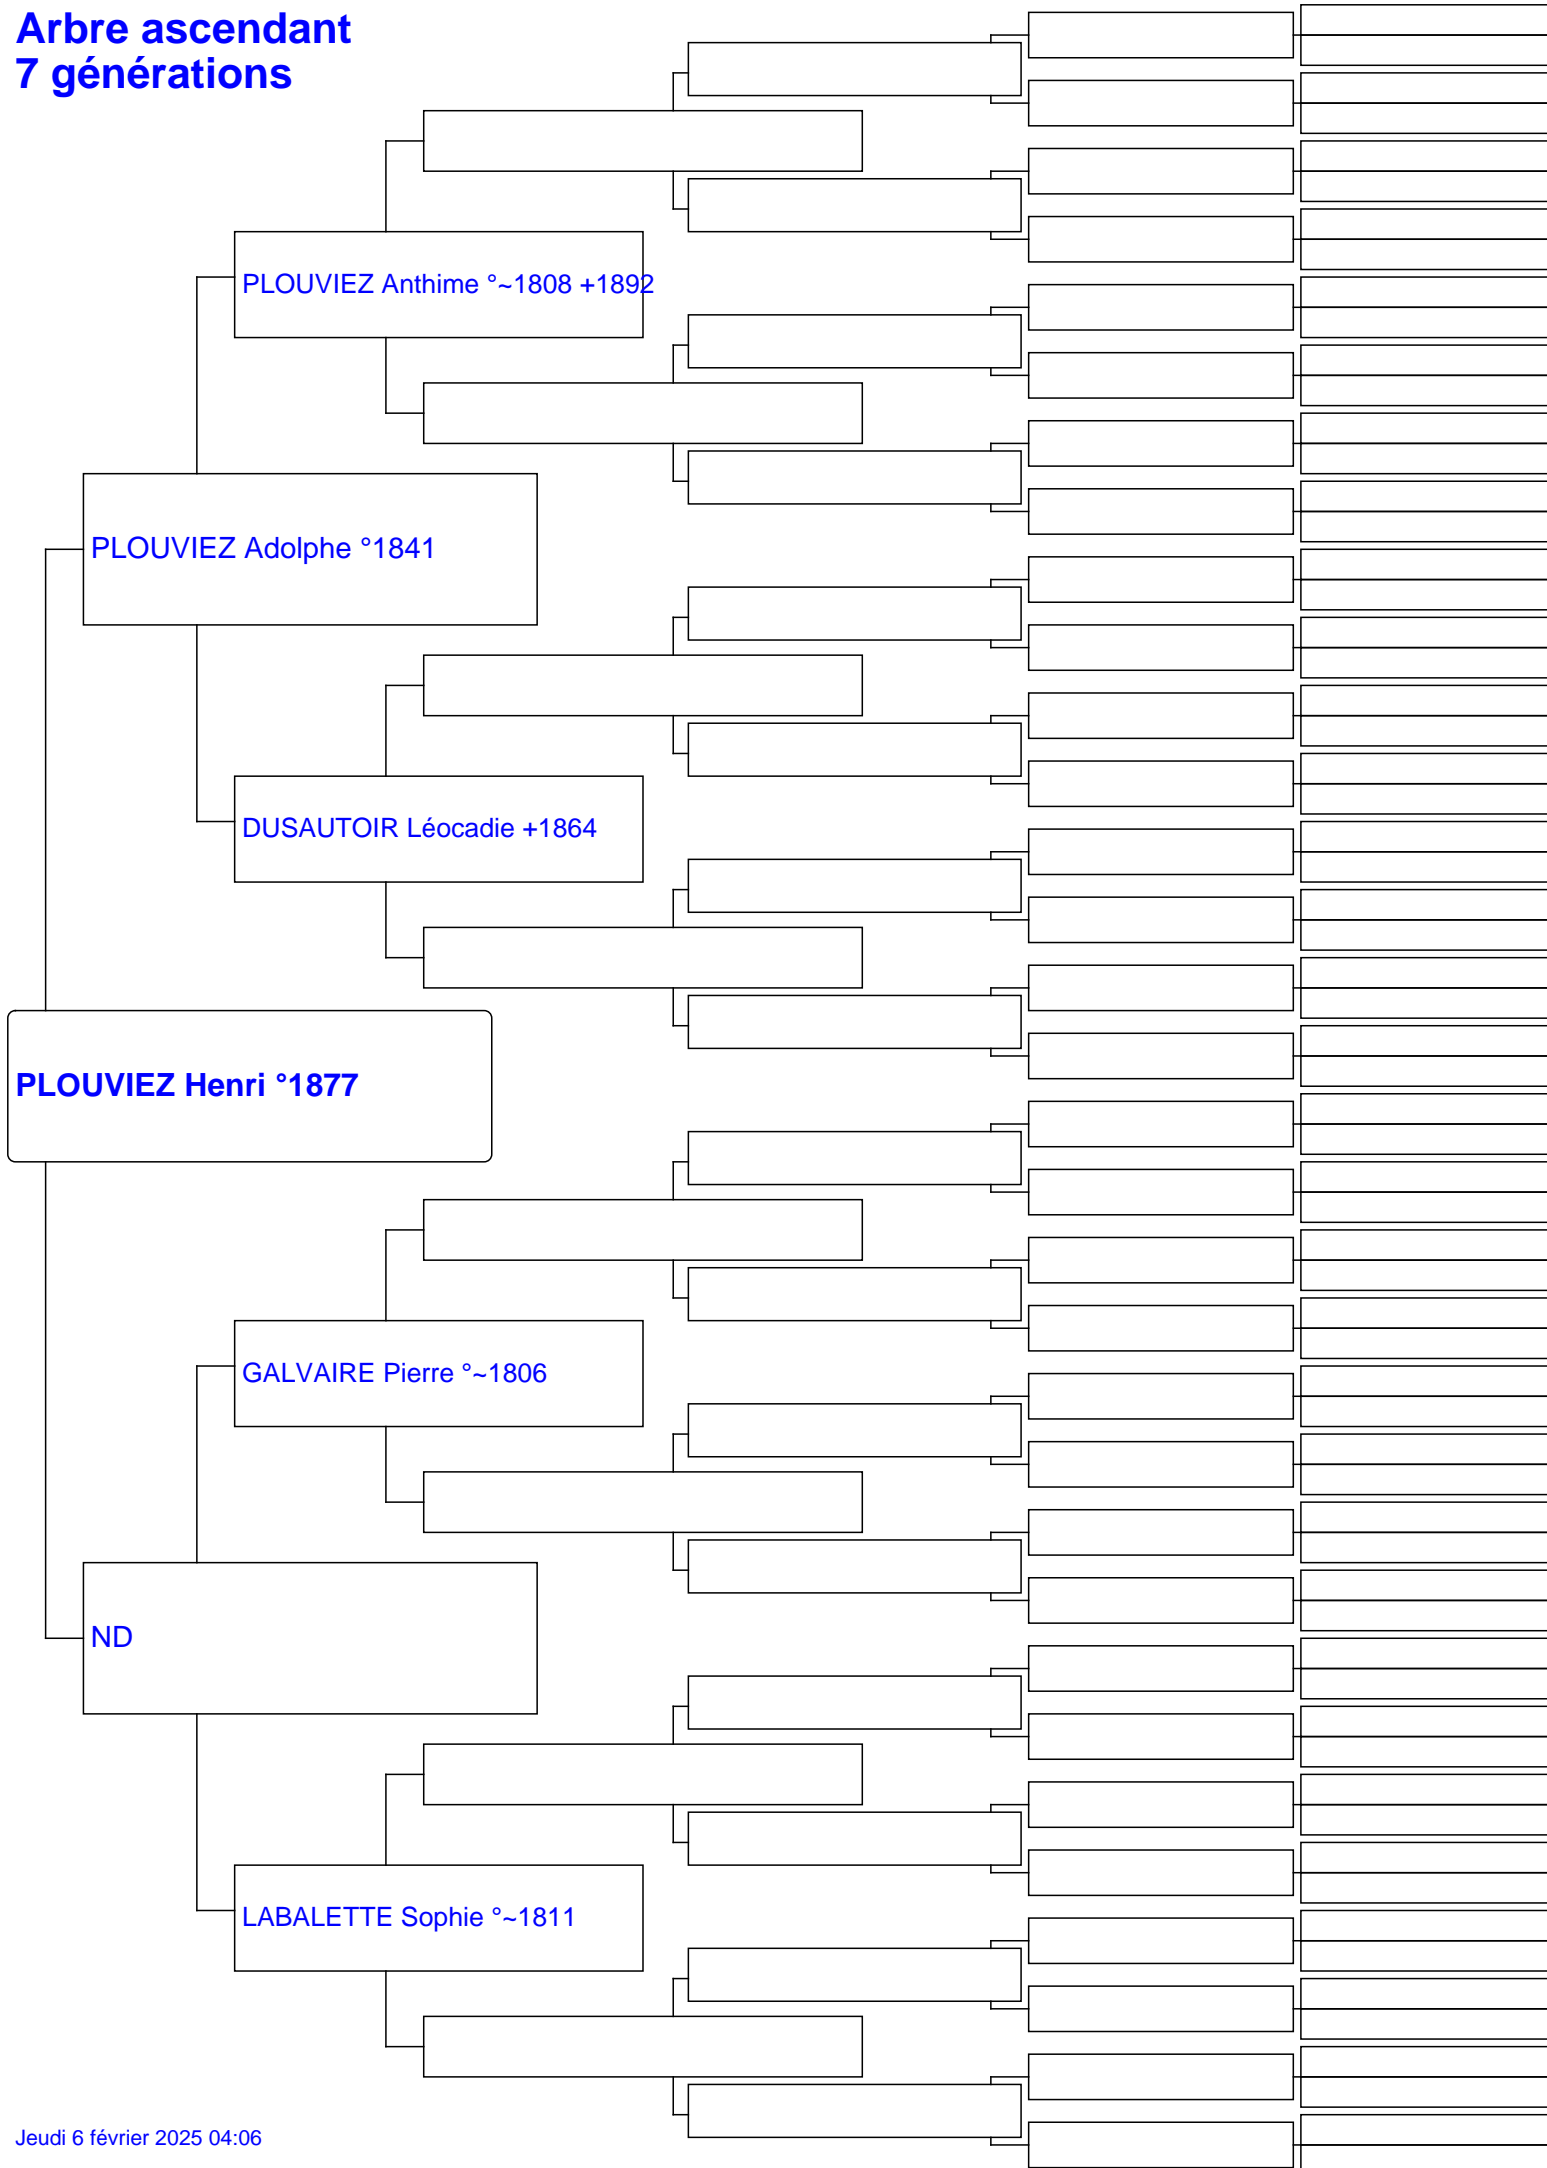 Arbre ascendant
7 générations
PLOUVIEZ Anthime °~1808 +1892
PLOUVIEZ Adolphe °1841
DUSAUTOIR Léocadie +1864
PLOUVIEZ Henri °1877
GALVAIRE Pierre °~1806
ND
LABALETTE Sophie °~1811
Jeudi 6 février 2025 04:06